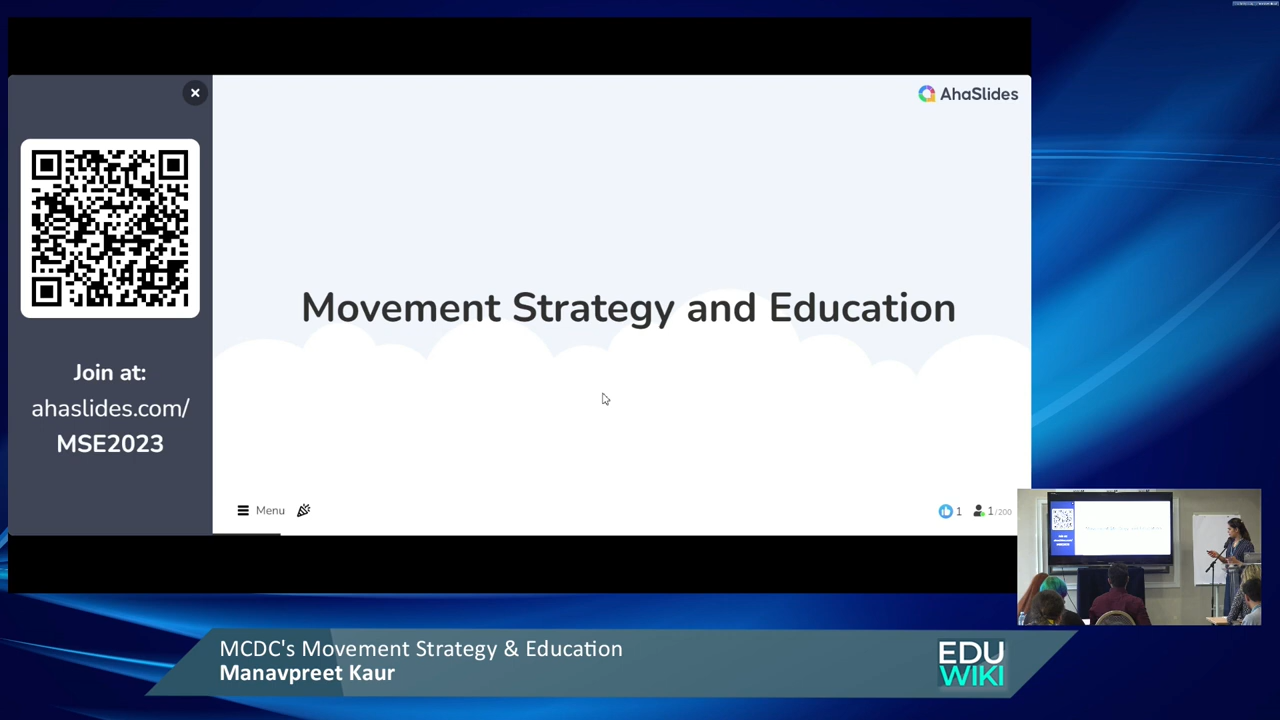 AhaSlides
Movement Strategy and Education
Join at:
ahaslides.com/
MSE2023
Menu
1
1/200
MCDC's Movement Strategy & Education
Manavpreet Kaur
EDU
WIKI